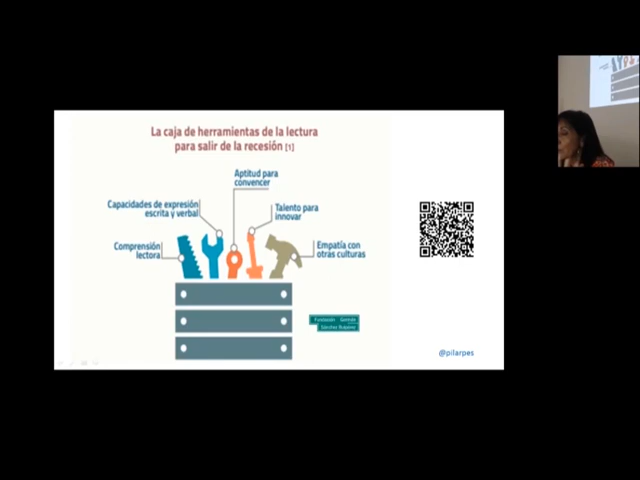 La caja de herramientas de la lectura
para salir de la recesión [1]
Aptitud para
convencer
Capacidades de expresión
escrita y verbal
Talento para
innovar
Comprensión
lectora
Empatía con
otras culturas
Fundación Germán
Sánchez Ruipérez
@pilarpes